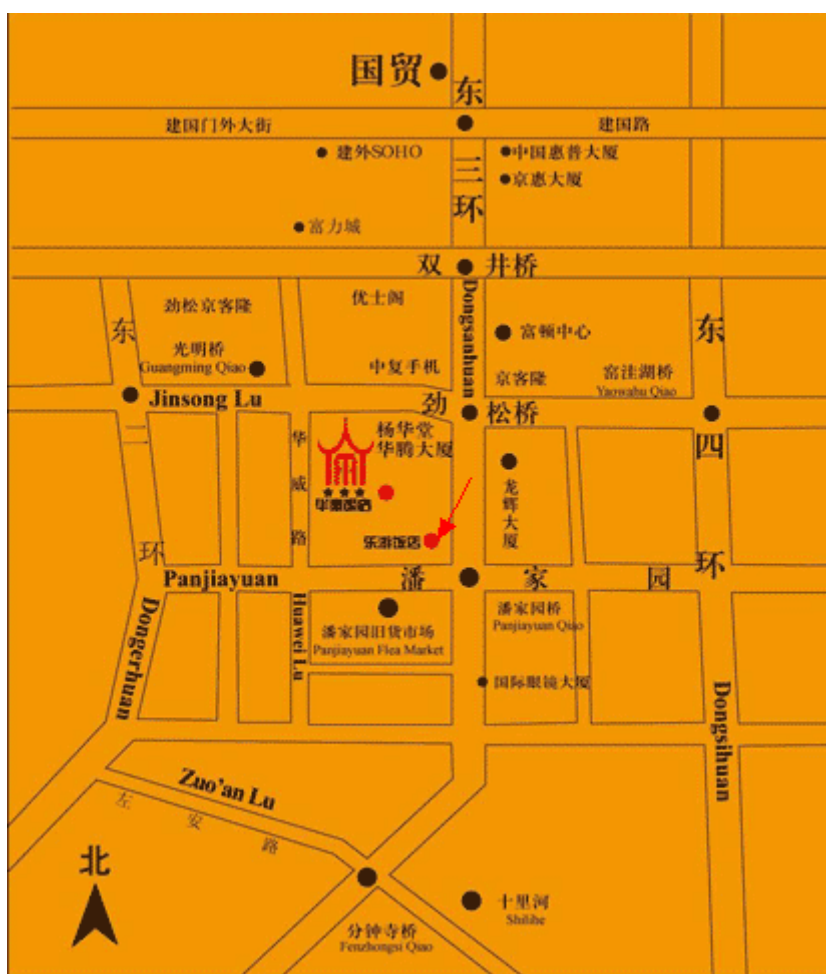 国贸
东三环
建国门外大街
建国路
建外SOHO
中国惠普大厦
京惠大厦
富力城
双井桥
Dongsanhuan
劲松京客隆
优士阁
东二环
光明桥
Guangming Qiao
中复手机
富顿中心
京客隆
窑洼湖桥
Yaowahu Qiao
东四环
Jinsong Lu
劲松桥
华威路
杨华堂
华腾大厦
龙辉大厦
华威饭店
乐游饭店
Panjiayuan
潘家园
Dongerhuan
Huawei Lu
潘家园旧货市场
Panjiayuan Flea Market
潘家园桥
Panjiayuan Qiao
国际眼镜大厦
Dongsihuan
Zuo'an Lu
左安路
北
分钟寺桥
Fenzhongsi Qiao
十里河
Shilihe